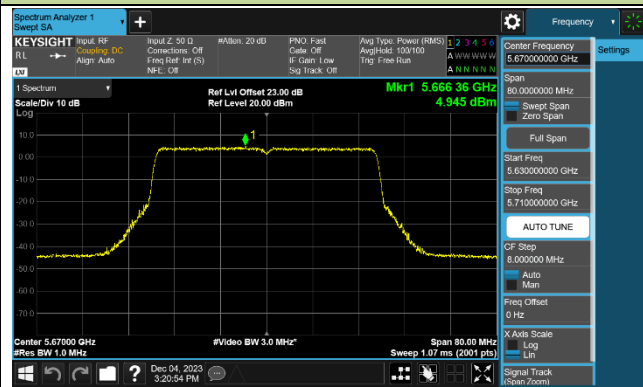 Spectrum Analyzer 1
Swept SA
+
Frequency
KEYSIGHT
RL
Input: RF
Coupling: DC
Align: Auto
Input Z: 50 Ω
Corrections: Off
Freq Ref: Int (S)
NFE: Off
#Atten: 20 dB
PNO: Fast
Gate: Off
IF Gain: Low
Sig Track: Off
Avg Type: Power (RMS)
Avg|Hold: 100/100
Trig: Free Run
1 2 3 4 5 6
A W W W W W
A N N N N N
1 Spectrum
Scale/Div 10 dB
Log
Ref Lvl Offset 23.00 dB
Ref Level 20.00 dBm
Mkr1 5.666 36 GHz
4.945 dBm
1
10.0
0.00
-10.0
-20.0
-30.0
-40.0
-50.0
-60.0
-70.0
Center 5.67000 GHz
#Res BW 1.0 MHz
#Video BW 3.0 MHz*
Span 80.00 MHz
Sweep 1.07 ms (2001 pts)
Dec 04, 2023
3:20:54 PM
?
Center Frequency
5.670000000 GHz
Span
80.0000000 MHz
Swept Span
Zero Span
Full Span
Start Freq
5.630000000 GHz
Stop Freq
5.710000000 GHz
AUTO TUNE
CF Step
8.000000 MHz
Auto
Man
Freq Offset
0 Hz
X Axis Scale
Log
Lin
Signal Track
(Span Zoom)
Settings